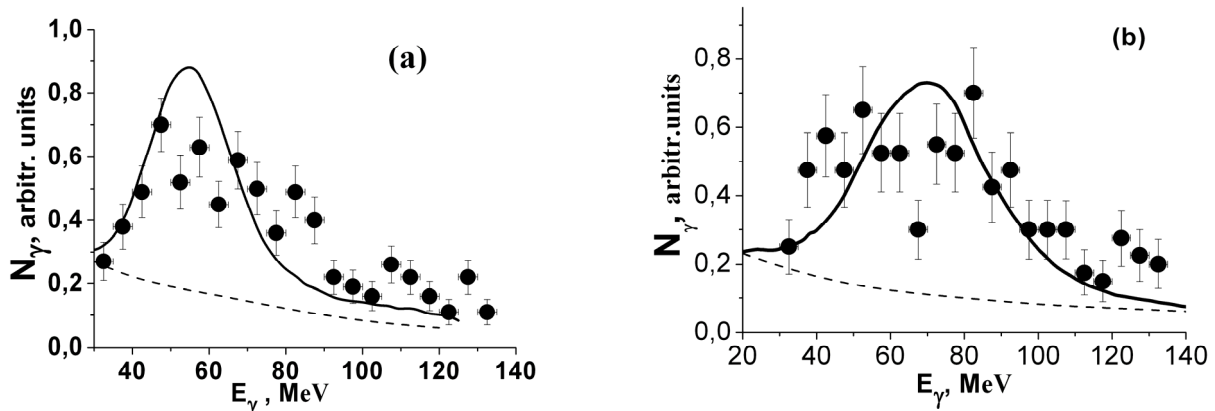 (a)
1,0
0,8
0,6
0,4
0,2
0,0
Nγ, arbitr. units
40 60 80 100 120 140
Eγ , MeV
(b)
0,8
0,6
0,4
0,2
0,0
Nγ, arbitr.units
20 40 60 80 100 120 140
Eγ, MeV